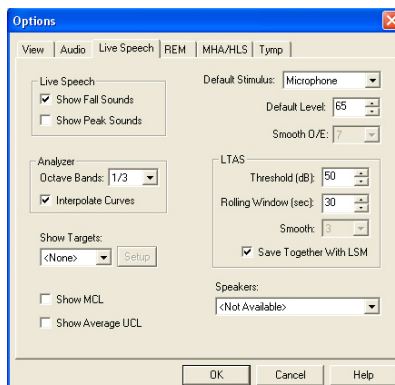 Options
View Audio Live Speech REM MHA/HLS Tymp
Live Speech
Show Fall Sounds
Show Peak Sounds
Analyzer
Octave Bands: 1/3
Interpolate Curves
Show Targets:
<None> Setup
Show MCL
Show Average UCL
Default Stimulus: Microphone
Default Level: 65
Smooth O/E: 7
LTAS
Threshold (dB): 50
Rolling Window (sec): 30
Smooth: 3
Save Together With LSM
Speakers:
<Not Available>
OK Cancel Help